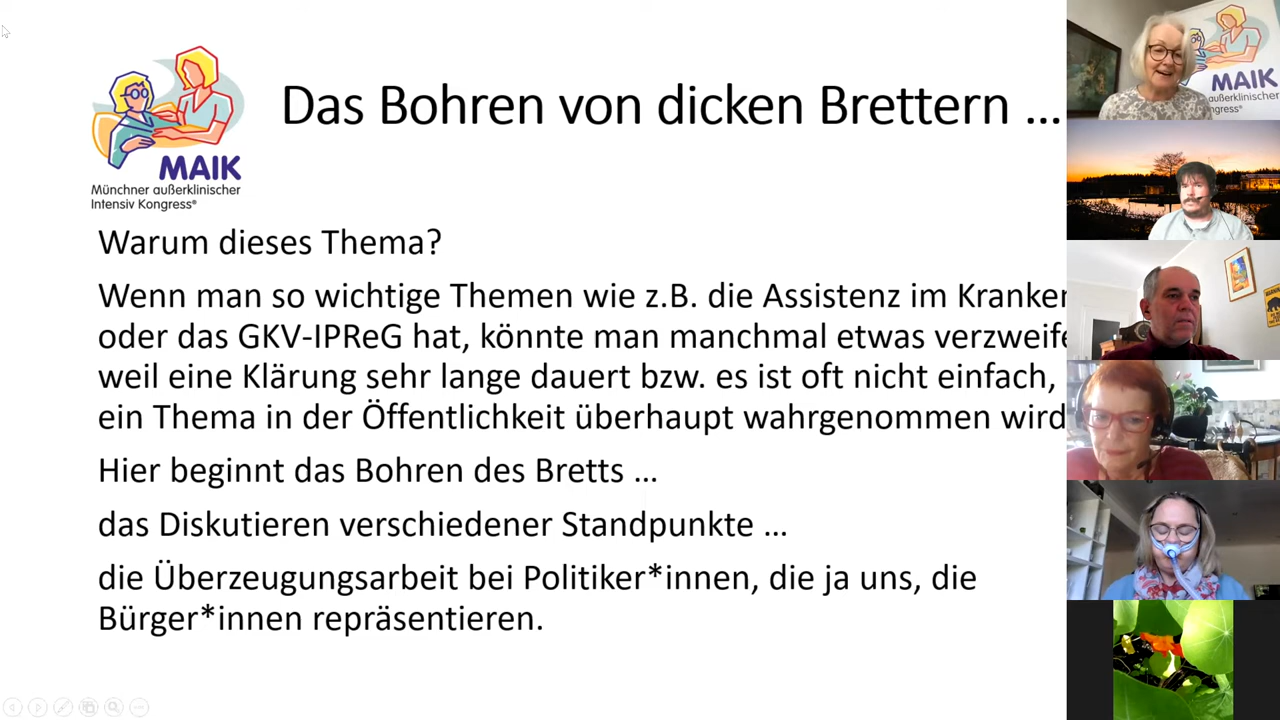 MAIK
Münchner außerklinischer
Intensiv Kongress®
Das Bohren von dicken Brettern ...
Warum dieses Thema?
Wenn man so wichtige Themen wie z.B. die Assistenz im
oder das GKV-IPReG hat, könnte man manchmal etwas
weil eine Klärung sehr lange dauert bzw. es ist oft nicht einfach,
ein Thema in der Öffentlichkeit überhaupt wahrgenommen wird
Hier beginnt das Bohren des Bretts ...
das Diskutieren verschiedener Standpunkte ...
die Überzeugungsarbeit bei Politiker*innen, die ja uns, die
Bürger*innen repräsentieren.
MAIK
außerklinischer
Kongress®